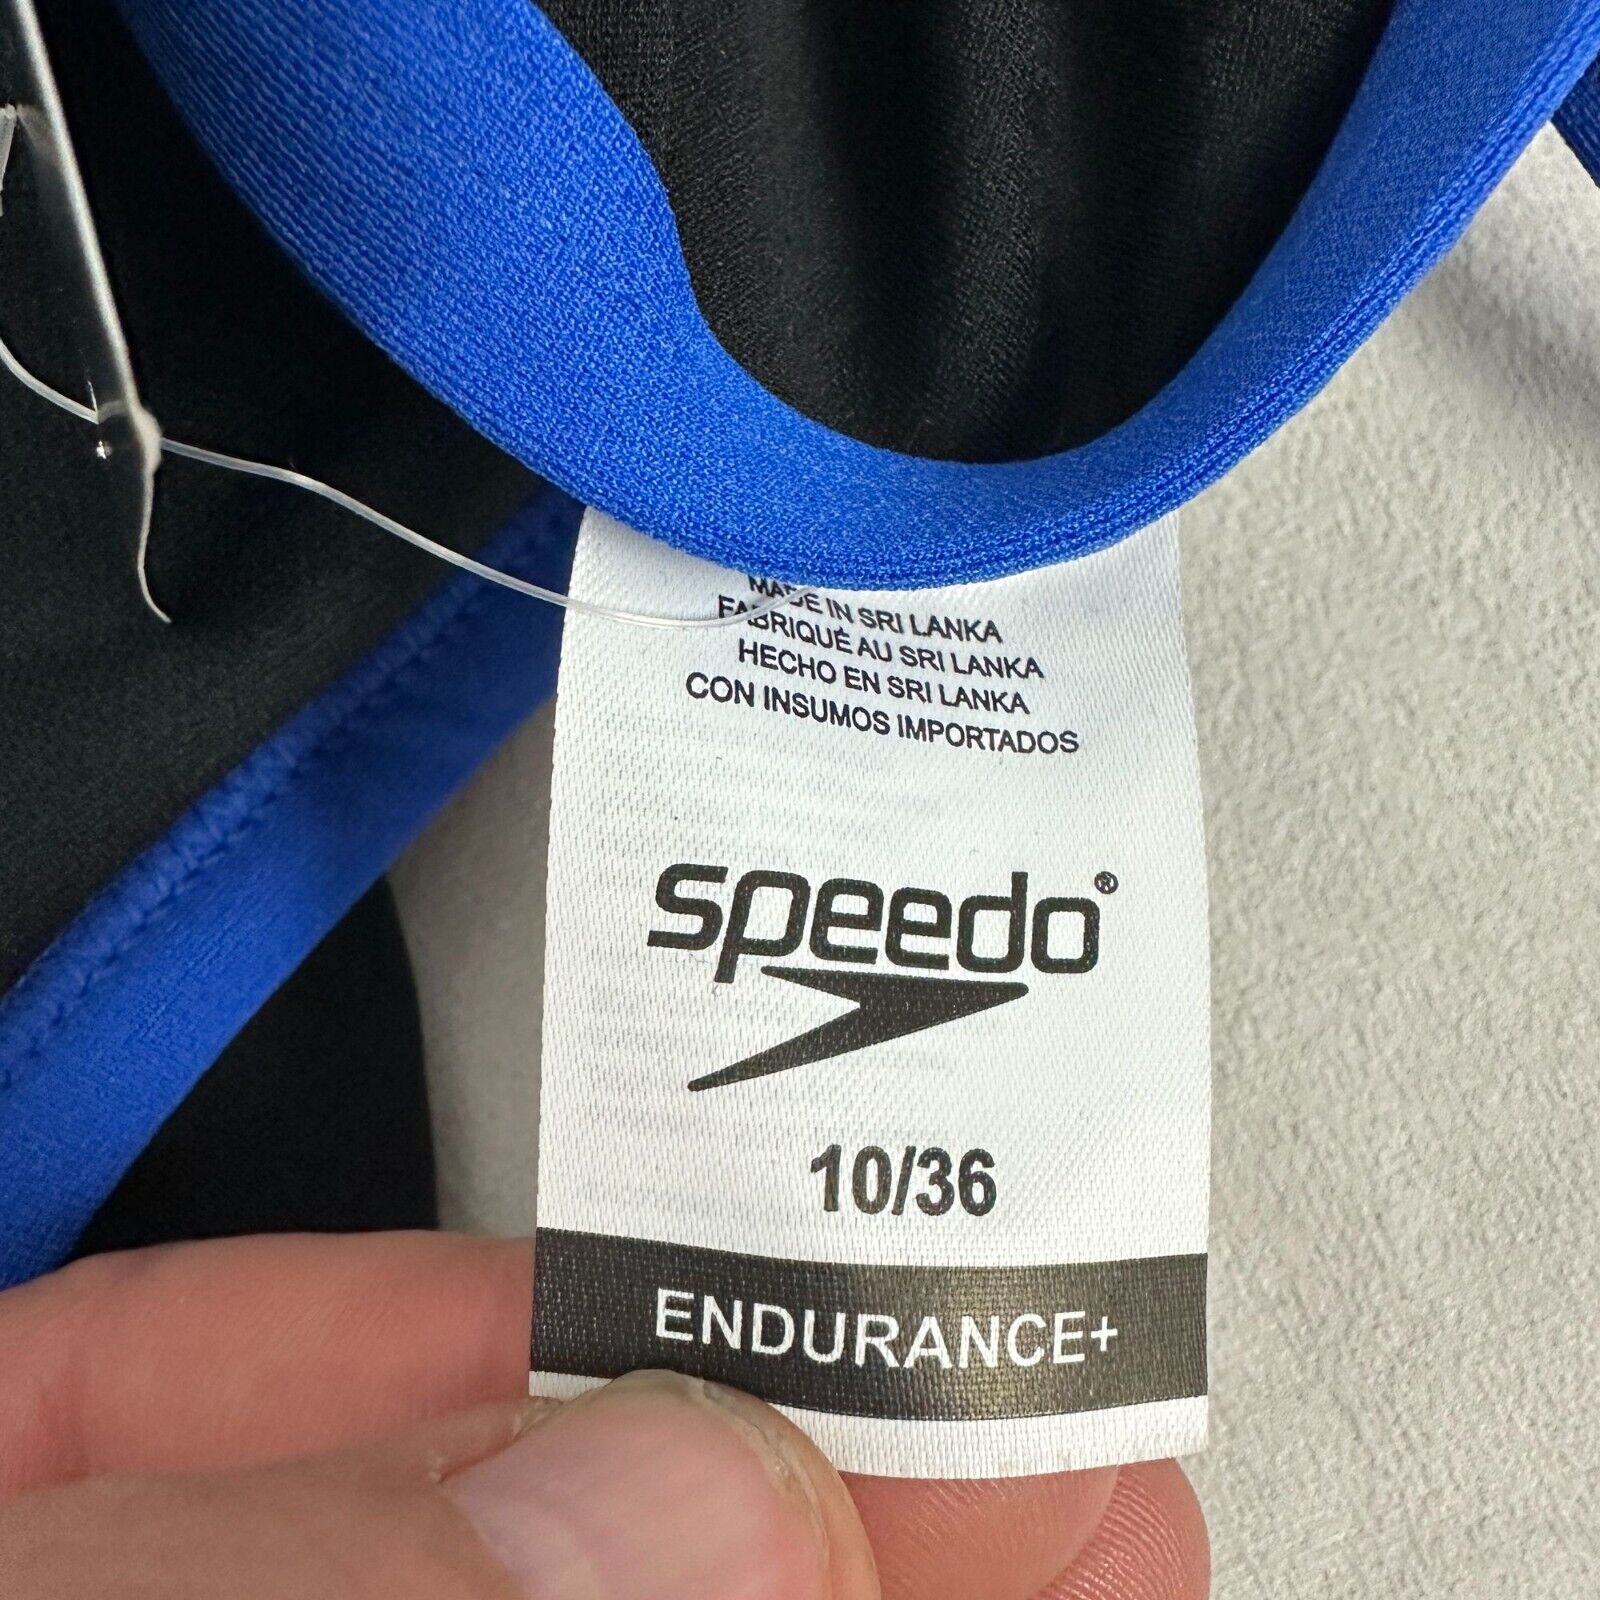 MADE IN SRI LANKA
FABRIQUÉ AU SRI LANKA
HECHO EN SRI LANKA
CON INSUMOS IMPORTADOS
speedo®
10/36
ENDURANCE+